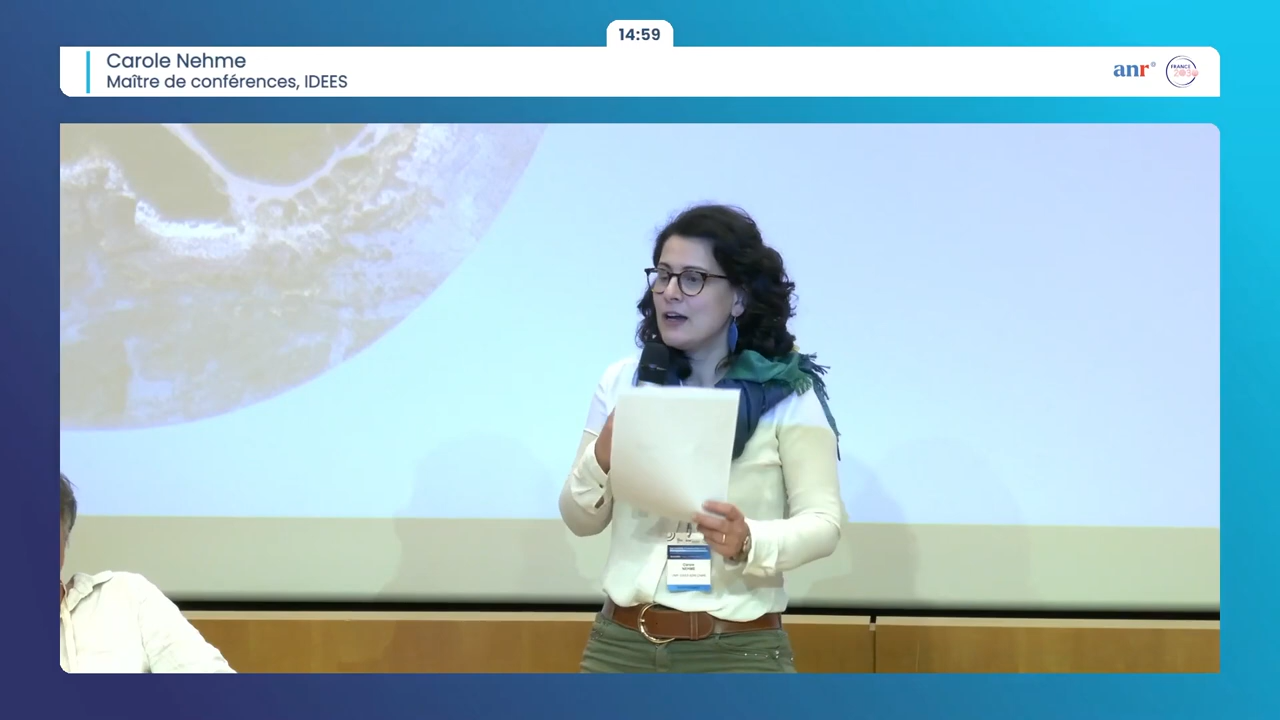 14:59
Carole Nehme
Maître de conférences, IDEES
anr
FRANCE
2030